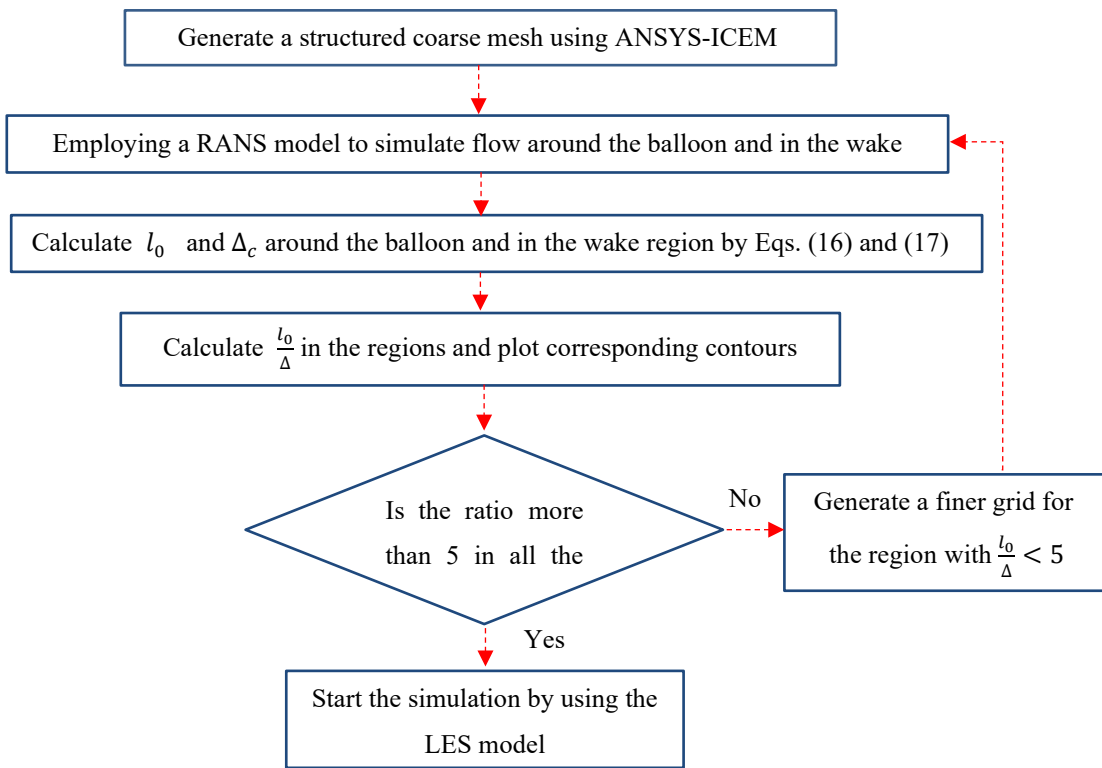 Generate a structured coarse mesh using ANSYS-ICEM
Employing a RANS model to simulate flow around the balloon and in the wake
Calculate l₀ and Δ_c around the balloon and in the wake region by Eqs. (16) and (17)
Calculate l₀/Δ in the regions and plot corresponding contours
Is the ratio more
than 5 in all the
No
Generate a finer grid for
the region with l₀/Δ < 5
Yes
Start the simulation by using the
LES model